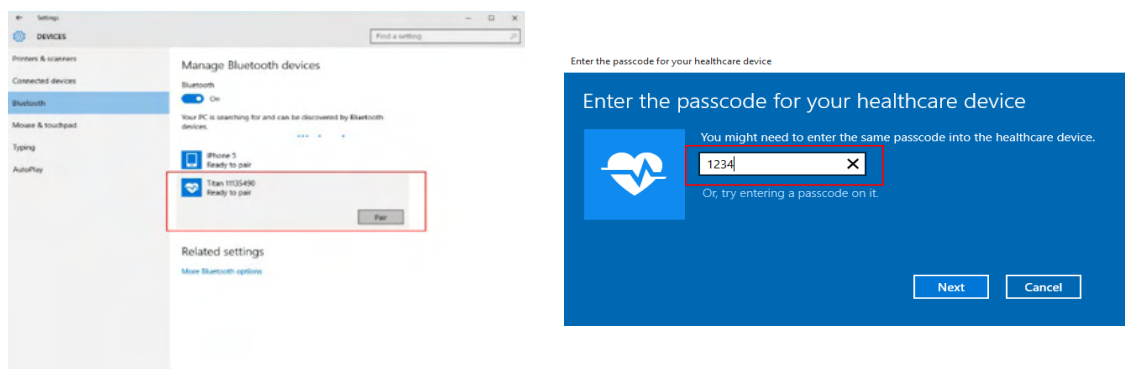 Settings
DEVICES
Find a setting
Printers & scanners
Connected devices
Bluetooth
Mouse & touchpad
Typing
AutoPlay
Manage Bluetooth devices
Bluetooth
On
Your PC is searching for and can be discovered by Bluetooth
devices.
iPhone 5
Ready to pair
Titan 11135490
Ready to pair
Pair
Related settings
More Bluetooth options
Enter the passcode for your healthcare device
Enter the passcode for your healthcare device
You might need to enter the same passcode into the healthcare device.
1234
Or, try entering a passcode on it.
Next
Cancel